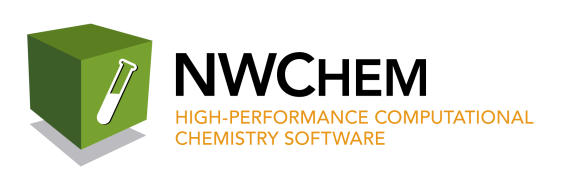 NWCHEM
HIGH-PERFORMANCE COMPUTATIONAL
CHEMISTRY SOFTWARE